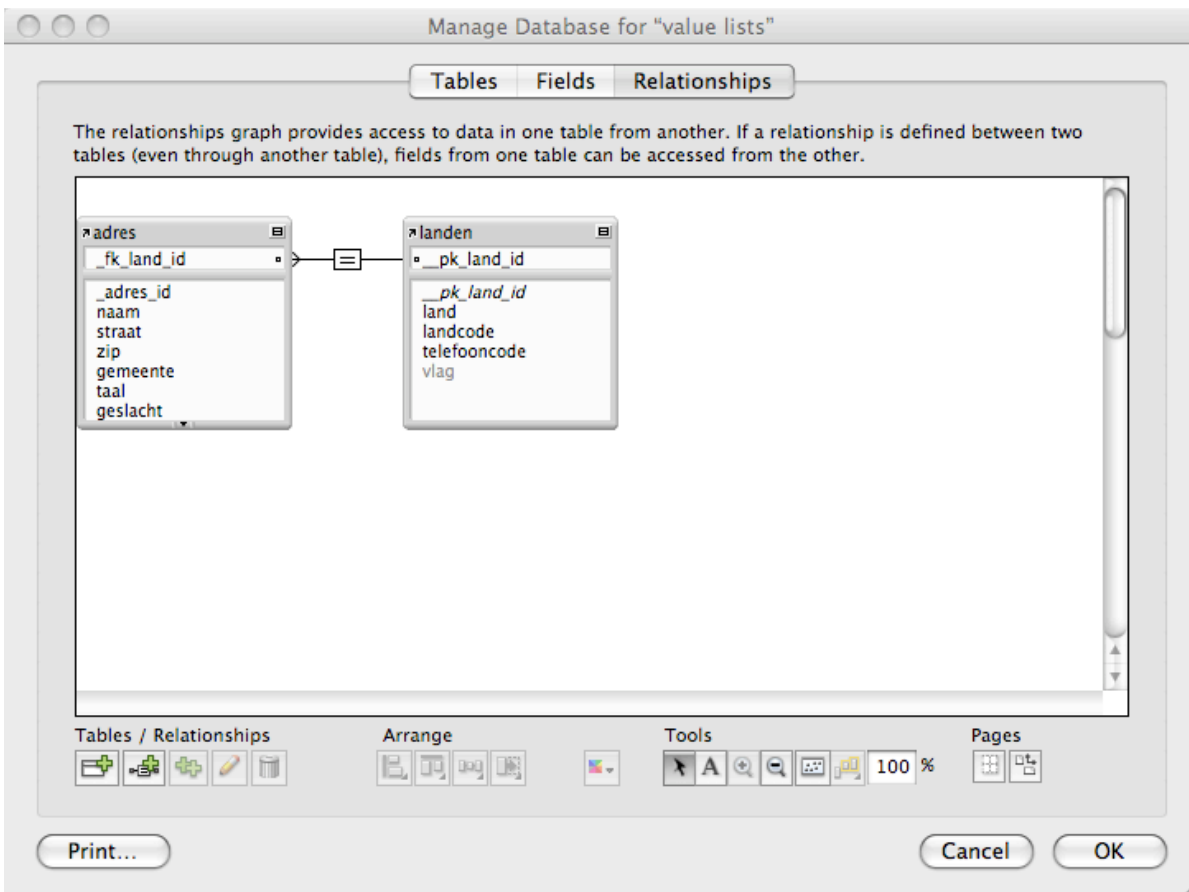 Manage Database for “value lists”
Tables Fields Relationships
The relationships graph provides access to data in one table from another. If a relationship is defined between two
tables (even through another table), fields from one table can be accessed from the other.
adres
_fk_land_id
_adres_id
naam
straat
zip
gemeente
taal
geslacht
=
landen
__pk_land_id
__pk_land_id
land
landcode
telefooncode
vlag
Tables / Relationships Arrange Tools Pages
A 100 %
Print... Cancel OK